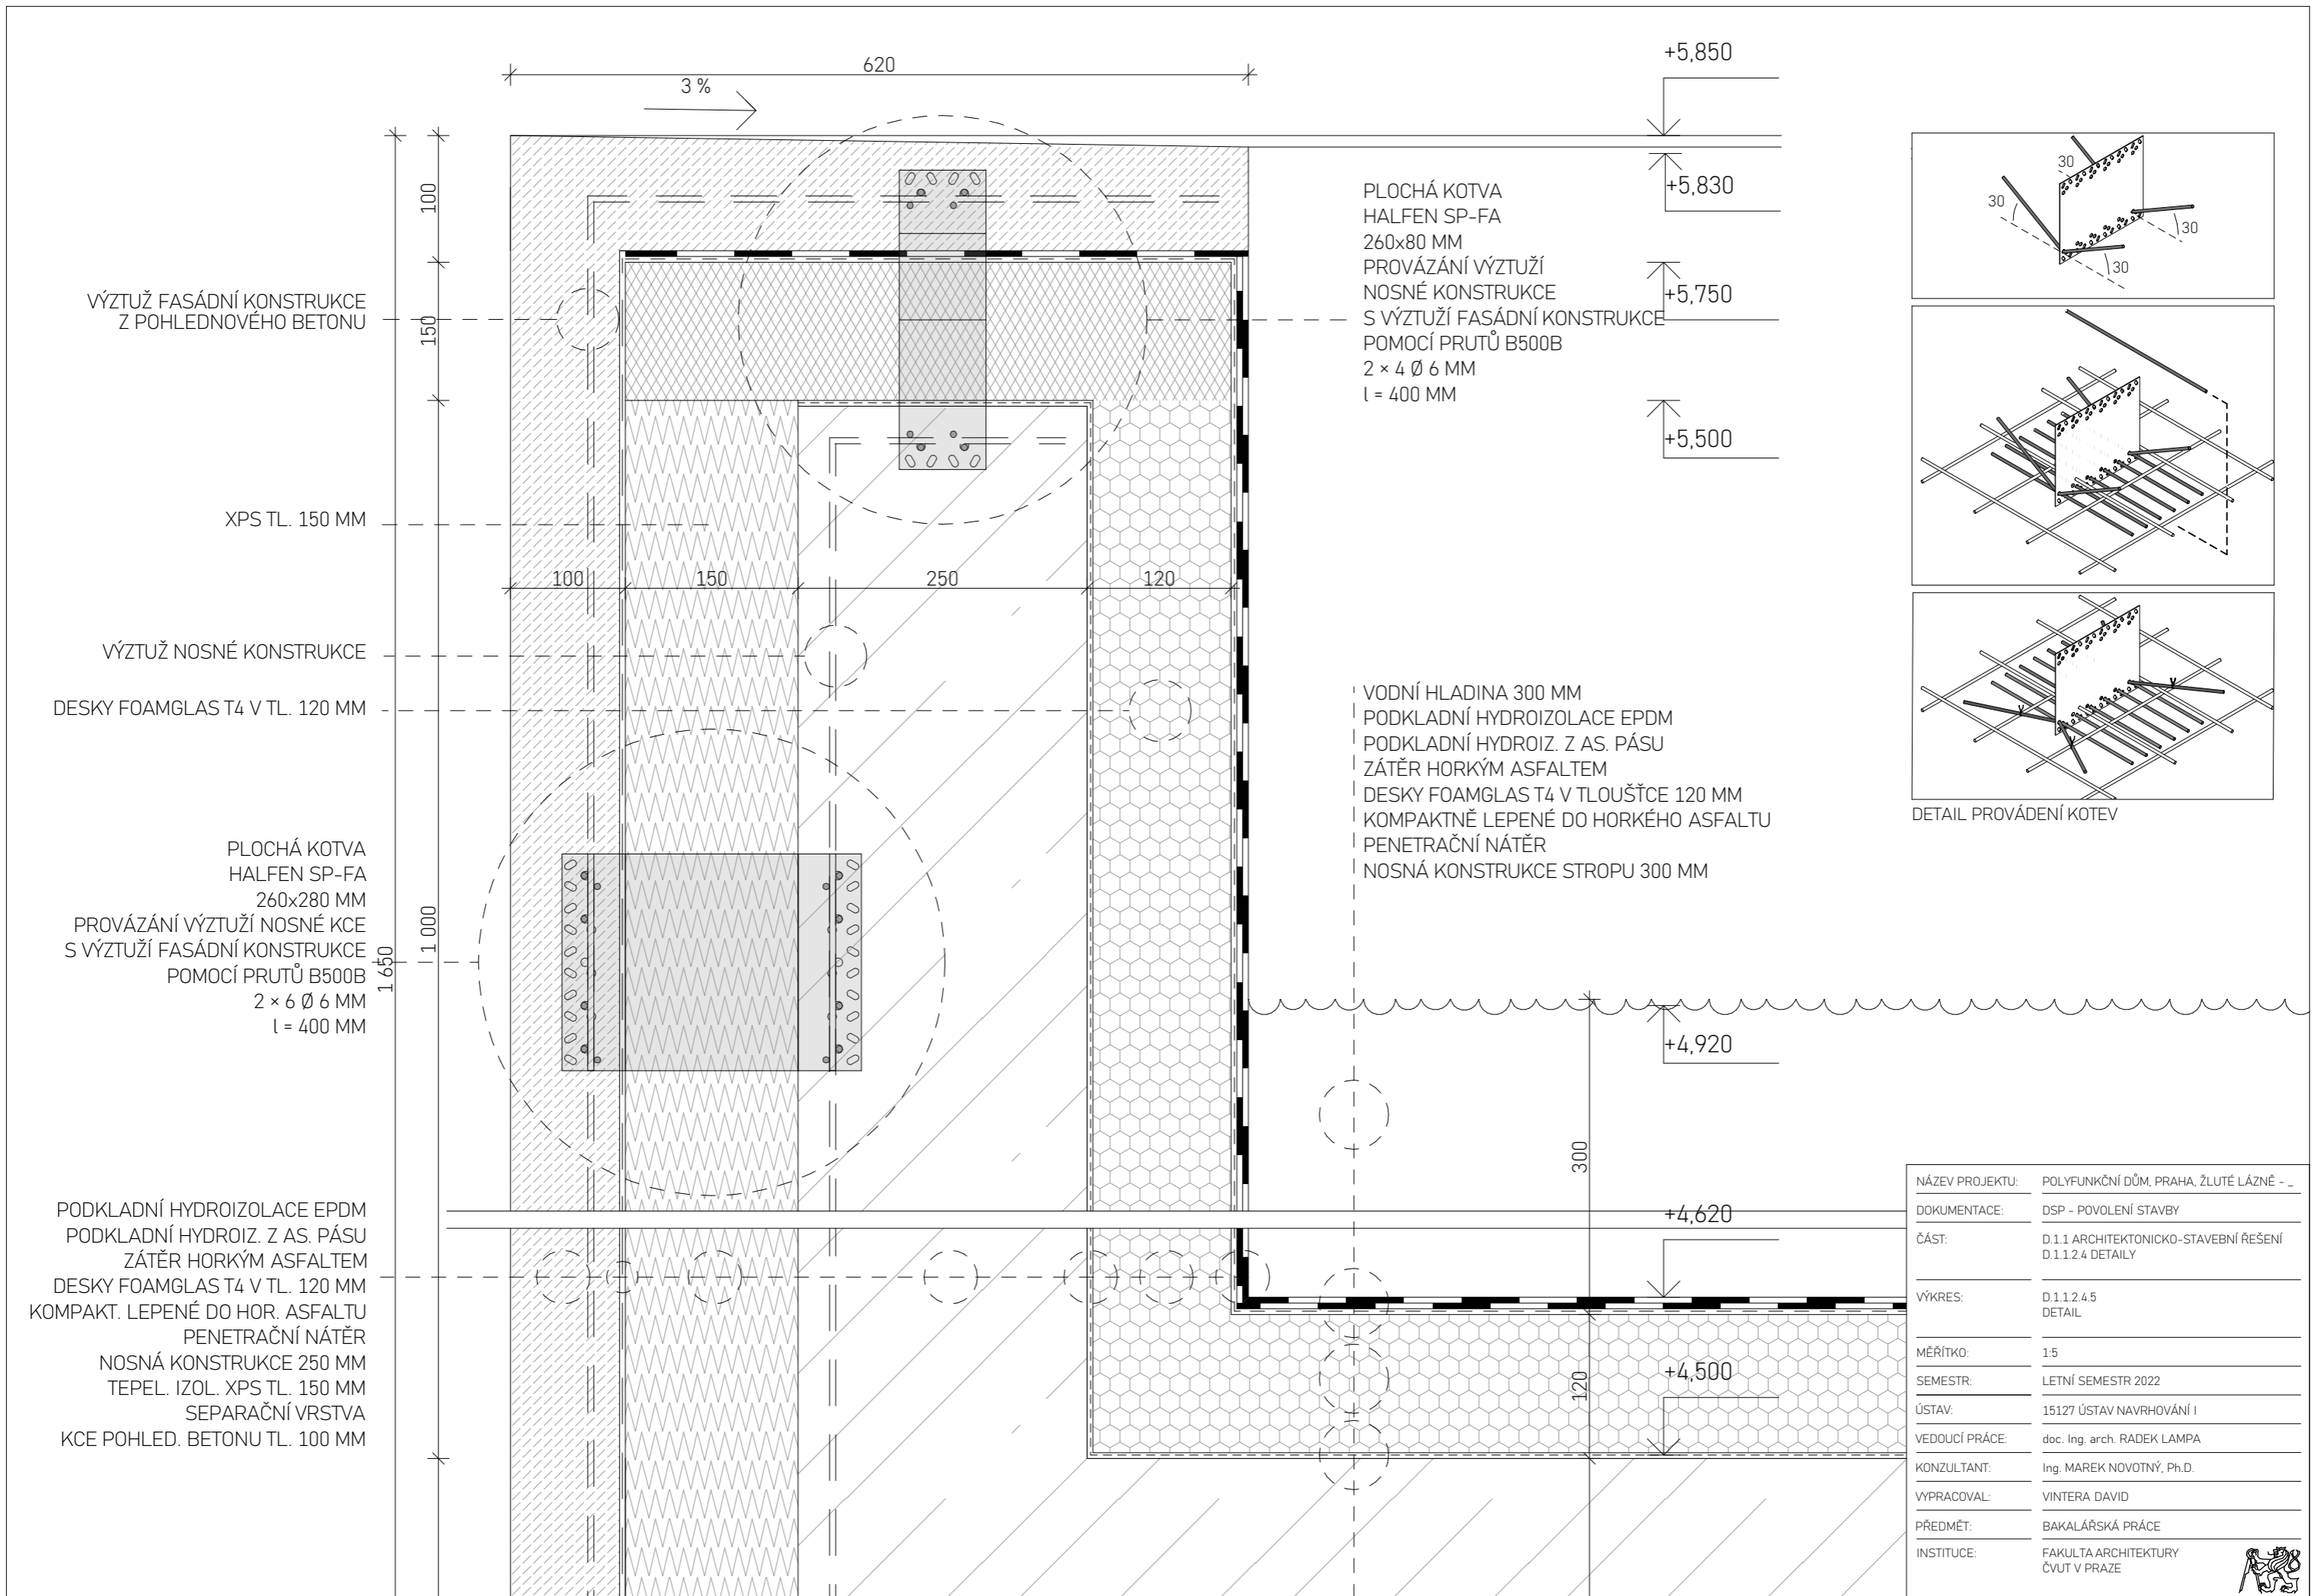 620
3 %
+5,850
+5,830
+5,750
+5,500
100
150
1 000
1 650
VÝZTUŽ FASÁDNÍ KONSTRUKCE
Z POHLEDNOVÉHO BETONU
XPS TL. 150 MM
100
150
250
120
VÝZTUŽ NOSNÉ KONSTRUKCE
DESKY FOAMGLAS T4 V TL. 120 MM
PLOCHÁ KOTVA
HALFEN SP-FA
260x280 MM
PROVÁZÁNÍ VÝZTUŽÍ NOSNÉ KCE
S VÝZTUŽÍ FASÁDNÍ KONSTRUKCE
POMOCÍ PRUTŮ B500B
2 × 6 Ø 6 MM
l = 400 MM
PODKLADNÍ HYDROIZOLACE EPDM
PODKLADNÍ HYDROIZ. Z AS. PÁSU
ZÁTĚR HORKÝM ASFALTEM
DESKY FOAMGLAS T4 V TL. 120 MM
KOMPAKT. LEPENÉ DO HOR. ASFALTU
PENETRAČNÍ NÁTĚR
NOSNÁ KONSTRUKCE 250 MM
TEPEL. IZOL. XPS TL. 150 MM
SEPARAČNÍ VRSTVA
KCE POHLED. BETONU TL. 100 MM
PLOCHÁ KOTVA
HALFEN SP-FA
260x80 MM
PROVÁZÁNÍ VÝZTUŽÍ
NOSNÉ KONSTRUKCE
S VÝZTUŽÍ FASÁDNÍ KONSTRUKCE
POMOCÍ PRUTŮ B500B
2 × 4 Ø 6 MM
l = 400 MM
VODNÍ HLADINA 300 MM
PODKLADNÍ HYDROIZOLACE EPDM
PODKLADNÍ HYDROIZ. Z AS. PÁSU
ZÁTĚR HORKÝM ASFALTEM
DESKY FOAMGLAS T4 V TLOUŠŤCE 120 MM
KOMPAKTNĚ LEPENÉ DO HORKÉHO ASFALTU
PENETRAČNÍ NÁTĚR
NOSNÁ KONSTRUKCE STROPU 300 MM
+4,920
300
+4,620
120
+4,500
30
30
30
30
DETAIL PROVÁDENÍ KOTEV
NÁZEV PROJEKTU: POLYFUNKČNÍ DŮM, PRAHA, ŽLUTÉ LÁZNĚ - _
DOKUMENTACE: DSP - POVOLENÍ STAVBY
ČÁST: D.1.1 ARCHITEKTONICKO-STAVEBNÍ ŘEŠENÍ
D.1.1.2.4 DETAILY
VÝKRES: D.1.1.2.4.5
DETAIL
MĚŘÍTKO: 1:5
SEMESTR: LETNÍ SEMESTR 2022
ÚSTAV: 15127 ÚSTAV NAVRHOVÁNÍ I
VEDOUCÍ PRÁCE: doc. Ing. arch. RADEK LAMPA
KONZULTANT: Ing. MAREK NOVOTNÝ, Ph.D.
VYPRACOVAL: VINTERA DAVID
PŘEDMĚT: BAKALÁŘSKÁ PRÁCE
INSTITUCE: FAKULTA ARCHITEKTURY
ČVUT V PRAZE